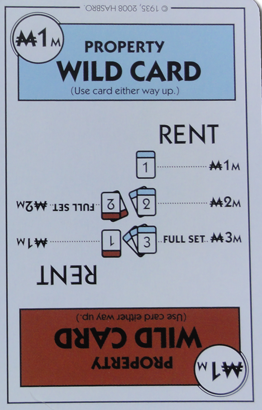 © 1935, 2008 HASBRO.
₩1M
PROPERTY
WILD CARD
(Use card either way up.)
RENT
1 ₩1M
2 ₩2M
3 FULL SET ₩3M
RENT
1 ₩1M
2 FULL SET ₩2M
₩1M
PROPERTY
WILD CARD
(Use card either way up.)